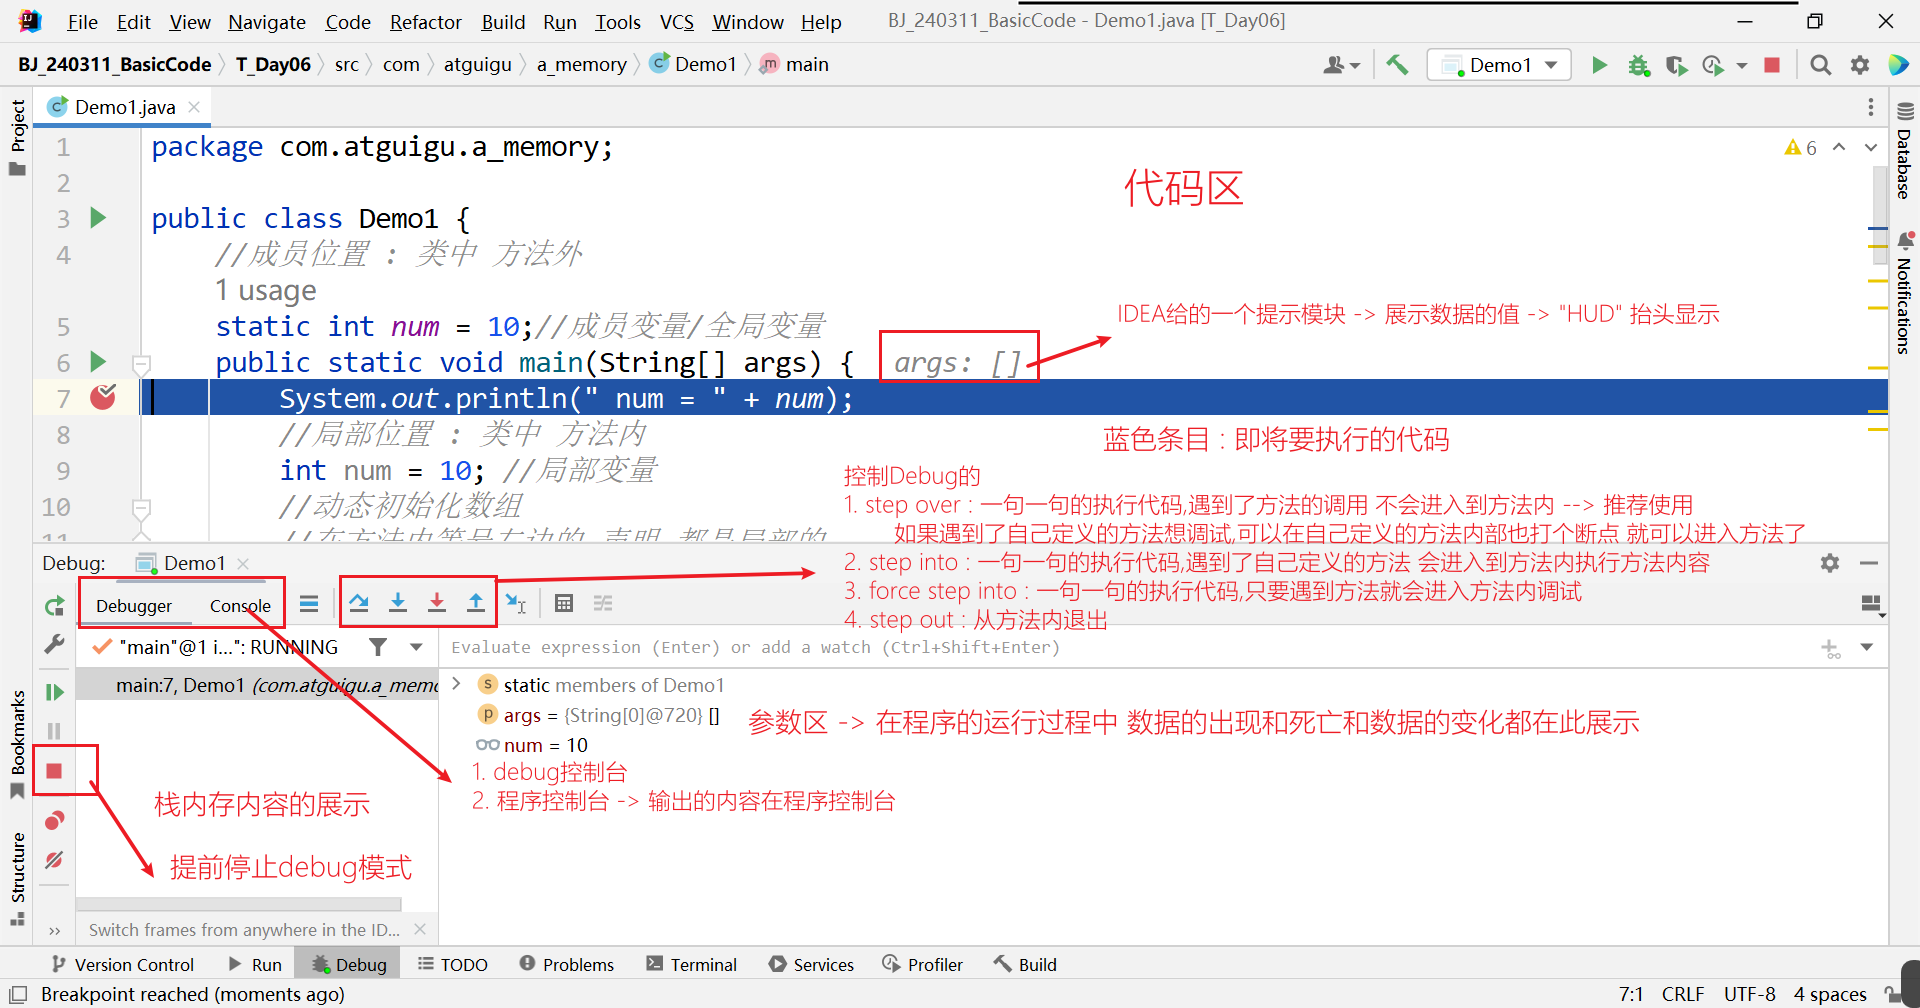 File Edit View Navigate Code Refactor Build Run Tools VCS Window Help BJ_240311_BasicCode - Demo1.java [T_Day06]
BJ_240311_BasicCode T_Day06 src com atguigu a_memory Demo1 main Demo1
Project
Demo1.java
Database
Notifications
1 package com.atguigu.a_memory;
6
2
代码区
3 public class Demo1 {
4 //成员位置 : 类中 方法外
1 usage
IDEA给的一个提示模块 -> 展示数据的值 -> "HUD" 抬头显示
5 static int num = 10;//成员变量/全局变量
6 public static void main(String[] args) { args: []
7 System.out.println(" num = " + num);
8 //局部位置 : 类中 方法内
蓝色条目 : 即将要执行的代码
9 int num = 10; //局部变量
10 //动态初始化数组
11 //在方法内等号左边的 声明 都是局部的
控制Debug的
1. step over : 一句一句的执行代码,遇到了方法的调用 不会进入到方法内 --> 推荐使用
如果遇到了自己定义的方法想调试,可以在自己定义的方法内部也打个断点 就可以进入方法了
2. step into : 一句一句的执行代码,遇到了自己定义的方法 会进入到方法内执行方法内容
3. force step into : 一句一句的执行代码,只要遇到方法就会进入方法内调试
4. step out : 从方法内退出
Debug: Demo1
Debugger Console
"main"@1 i...": RUNNING
Evaluate expression (Enter) or add a watch (Ctrl+Shift+Enter)
main:7, Demo1 (com.atguigu.a_memo
static members of Demo1
args = {String[0]@720} []
num = 10
参数区 -> 在程序的运行过程中 数据的出现和死亡和数据的变化都在此展示
1. debug控制台
2. 程序控制台 -> 输出的内容在程序控制台
栈内存内容的展示
提前停止debug模式
Bookmarks
Structure
Switch frames from anywhere in the ID...
Version Control Run Debug TODO Problems Terminal Services Profiler Build
Breakpoint reached (moments ago) 7:1 CRLF UTF-8 4 spaces